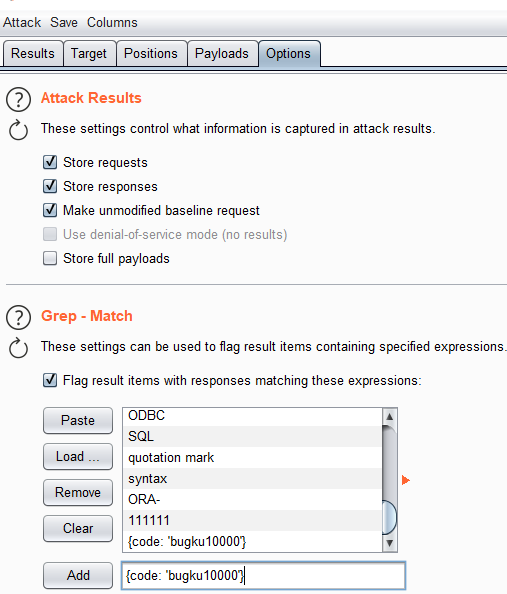 Attack Save Columns
Results Target Positions Payloads Options
? Attack Results
These settings control what information is captured in attack results.
Store requests
Store responses
Make unmodified baseline request
Use denial-of-service mode (no results)
Store full payloads
? Grep - Match
These settings can be used to flag result items containing specified expressions.
Flag result items with responses matching these expressions:
Paste
Load ...
Remove
Clear
ODBC
SQL
quotation mark
syntax
ORA-
111111
{code: 'bugku10000'}
Add
{code: 'bugku10000'}